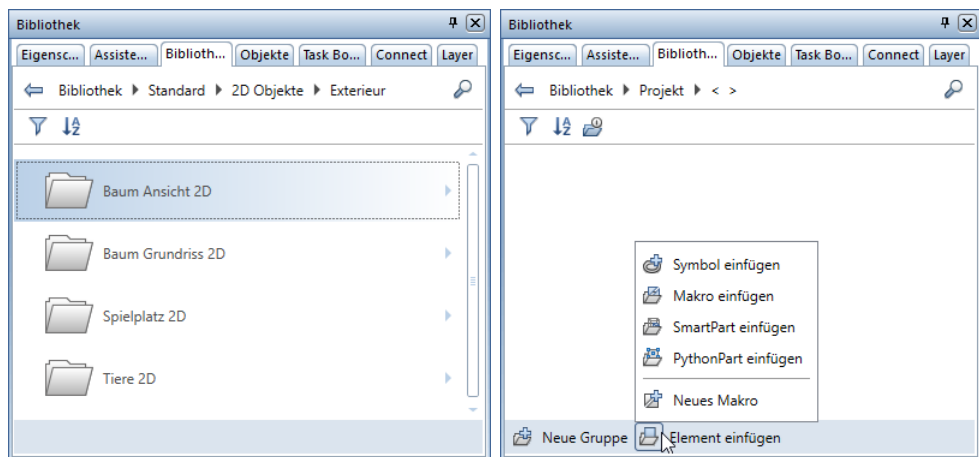 Bibliothek
Eigensc... Assiste... Biblioth... Objekte Task Bo... Connect Layer
Bibliothek Standard 2D Objekte Exterieur
Baum Ansicht 2D
Baum Grundriss 2D
Spielplatz 2D
Tiere 2D
Bibliothek
Eigensc... Assiste... Biblioth... Objekte Task Bo... Connect Layer
Bibliothek Projekt < >
Symbol einfügen
Makro einfügen
SmartPart einfügen
PythonPart einfügen
Neues Makro
Neue Gruppe Element einfügen